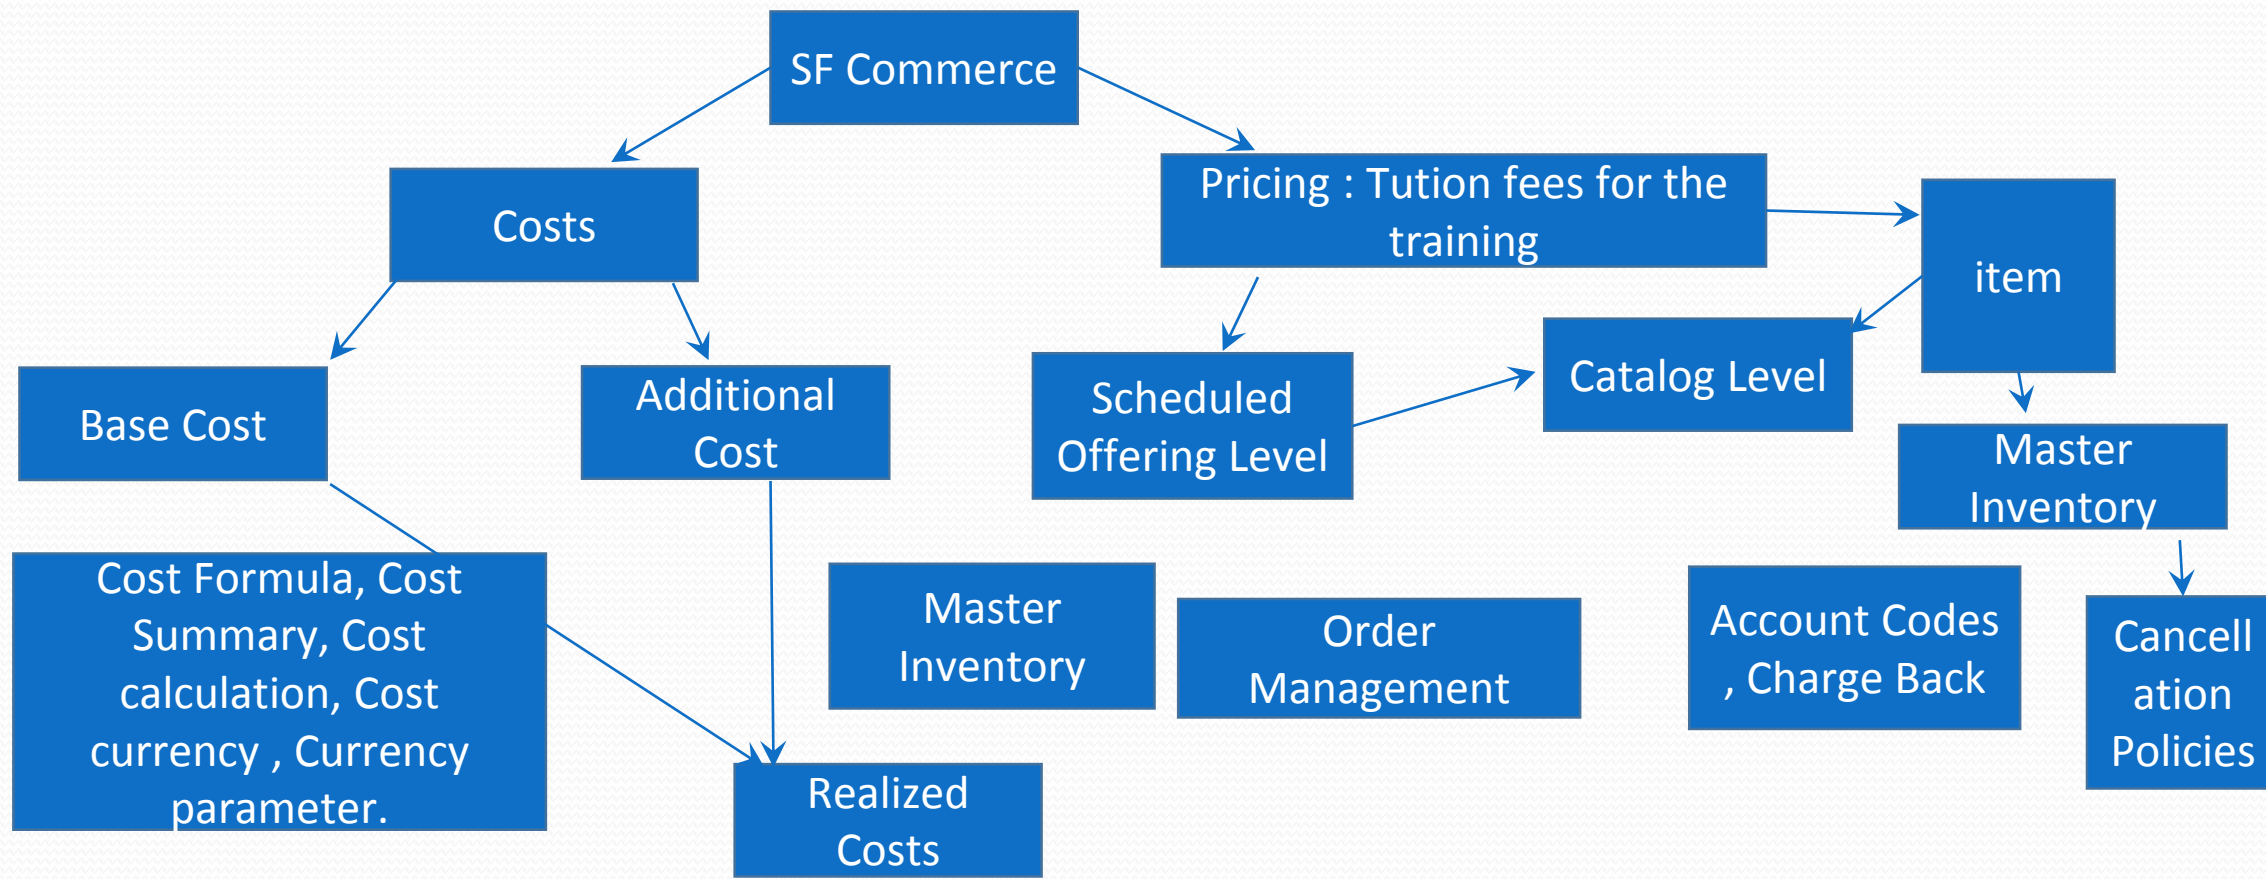 SF Commerce
Costs
Pricing : Tution fees for the
training
item
Base Cost
Additional
Cost
Scheduled
Offering Level
Catalog Level
Master
Inventory
Cost Formula, Cost
Summary, Cost
calculation, Cost
currency , Currency
parameter.
Master
Inventory
Order
Management
Account Codes
, Charge Back
Cancell
ation
Policies
Realized
Costs